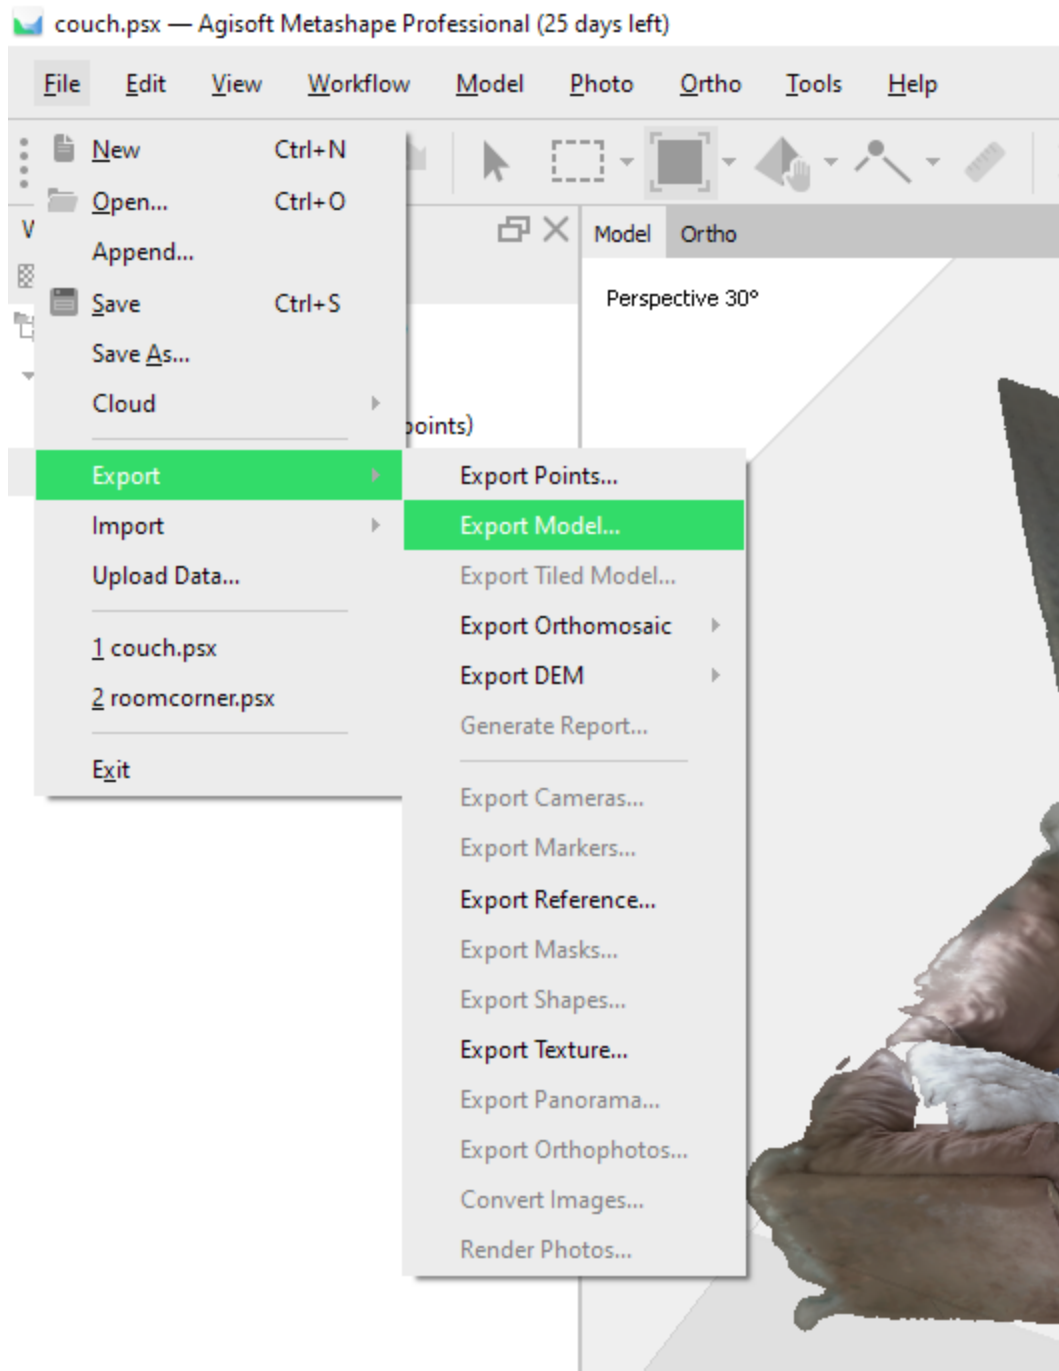 couch.psx — Agisoft Metashape Professional (25 days left)
File Edit View Workflow Model Photo Ortho Tools Help
New Ctrl+N
Open... Ctrl+O
Append...
Save Ctrl+S
Save As...
Cloud
Export
Import
Upload Data...
1 couch.psx
2 roomcorner.psx
Exit
points)
Model Ortho
Perspective 30°
Export Points...
Export Model...
Export Tiled Model...
Export Orthomosaic
Export DEM
Generate Report...
Export Cameras...
Export Markers...
Export Reference...
Export Masks...
Export Shapes...
Export Texture...
Export Panorama...
Export Orthophotos...
Convert Images...
Render Photos...